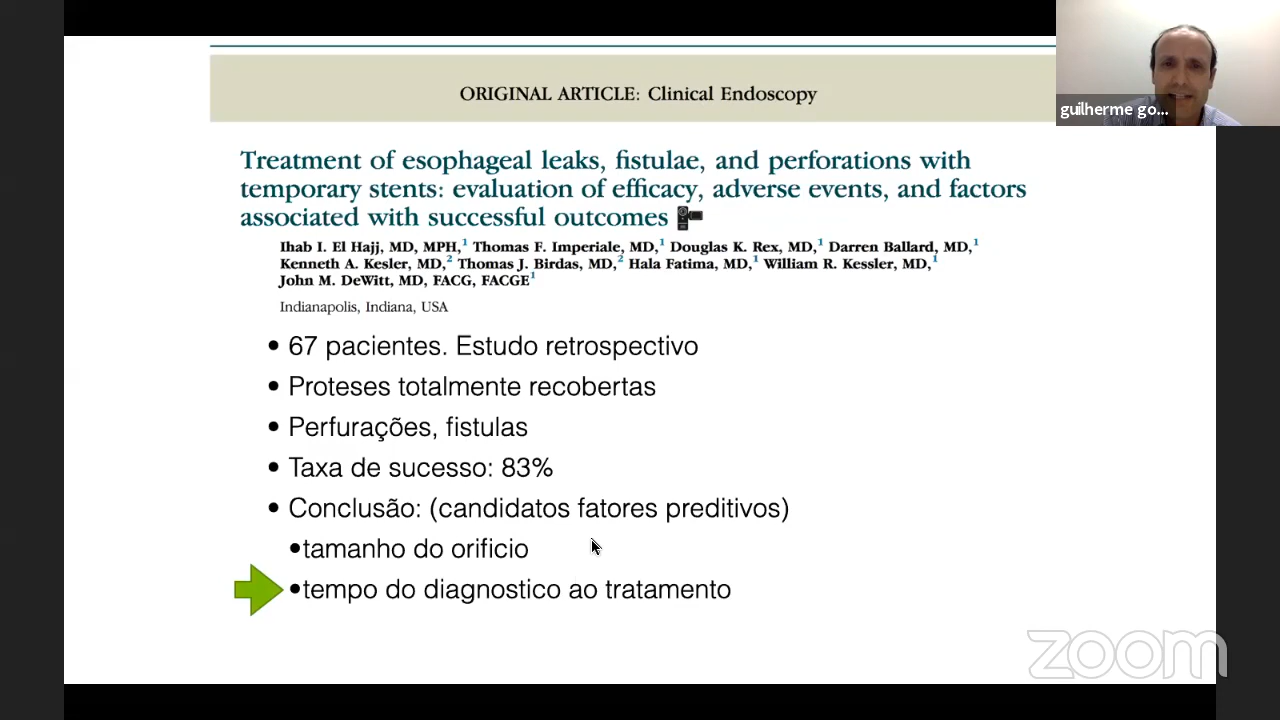 ORIGINAL ARTICLE: Clinical Endoscopy
guilherme go...
Treatment of esophageal leaks, fistulae, and perforations with
temporary stents: evaluation of efficacy, adverse events, and factors
associated with successful outcomes
Ihab I. El Hajj, MD, MPH,¹ Thomas F. Imperiale, MD,¹ Douglas K. Rex, MD,¹ Darren Ballard, MD,¹
Kenneth A. Kesler, MD,² Thomas J. Birdas, MD,² Hala Fatima, MD,¹ William R. Kessler, MD,¹
John M. DeWitt, MD, FACG, FACGE¹
Indianapolis, Indiana, USA
• 67 pacientes. Estudo retrospectivo
• Proteses totalmente recobertas
• Perfurações, fistulas
• Taxa de sucesso: 83%
• Conclusão: (candidatos fatores preditivos)
•tamanho do orificio
•tempo do diagnostico ao tratamento
zoom